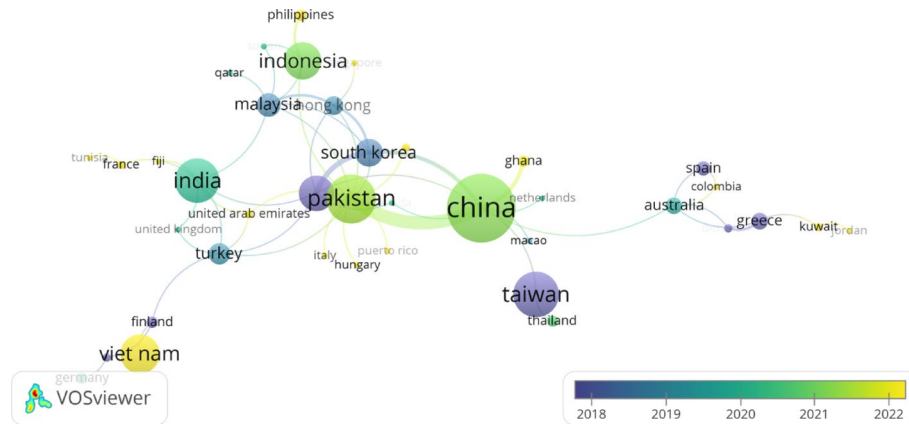 philippines
indonesia
qatar
malaysia
hong kong
south korea
ghana
tunisia
france
fiji
india
pakistan
china
netherlands
spain
colombia
australia
united arab emirates
greece
kuwait
jordan
united kingdom
turkey
macao
italy
puerto rico
hungary
taiwan
thailand
finland
viet nam
germany
VOSviewer
2018
2019
2020
2021
2022